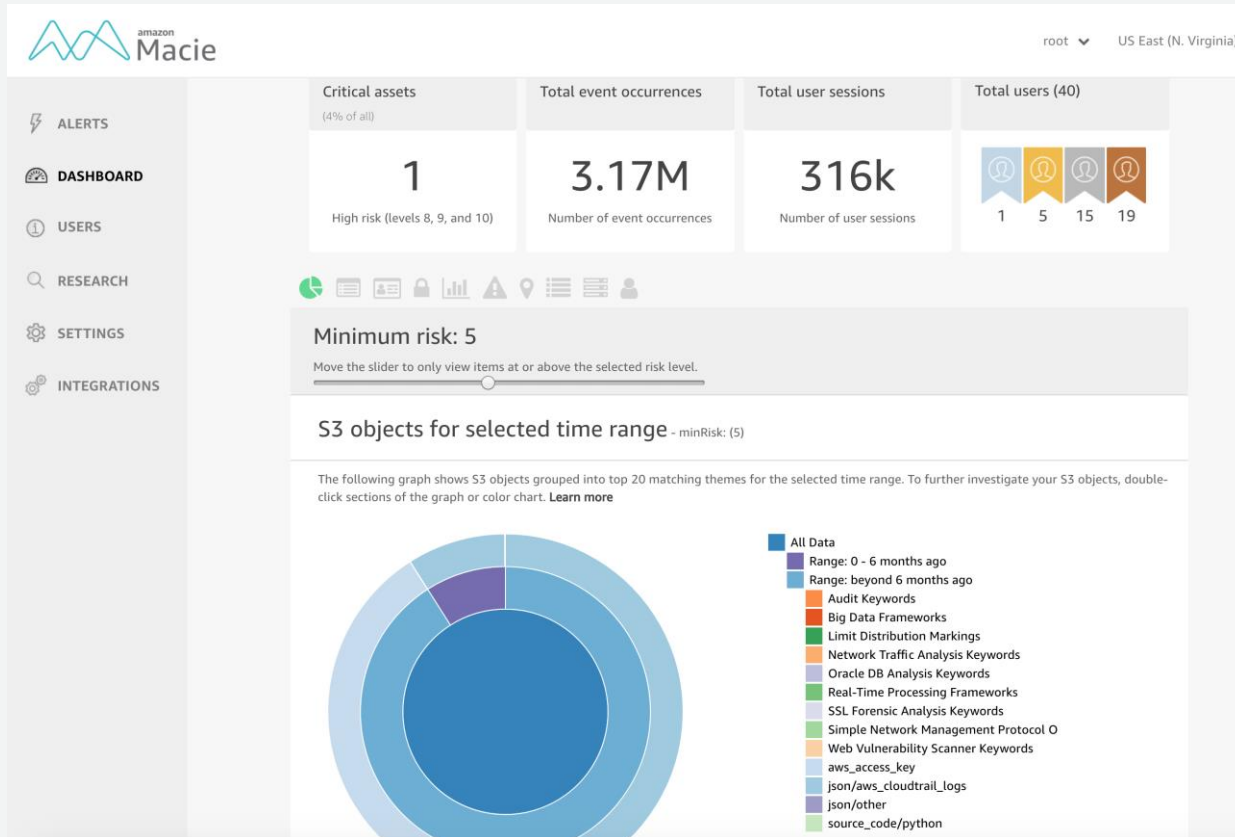 amazon
Macie
root
US East (N. Virginia)
ALERTS
DASHBOARD
USERS
RESEARCH
SETTINGS
INTEGRATIONS
Critical assets
(4% of all)
1
High risk (levels 8, 9, and 10)
Total event occurrences
3.17M
Number of event occurrences
Total user sessions
316k
Number of user sessions
Total users (40)
1 5 15 19
Minimum risk: 5
Move the slider to only view items at or above the selected risk level.
S3 objects for selected time range - minRisk: (5)
The following graph shows S3 objects grouped into top 20 matching themes for the selected time range. To further investigate your S3 objects, double-
click sections of the graph or color chart. Learn more
All Data
Range: 0 - 6 months ago
Range: beyond 6 months ago
Audit Keywords
Big Data Frameworks
Limit Distribution Markings
Network Traffic Analysis Keywords
Oracle DB Analysis Keywords
Real-Time Processing Frameworks
SSL Forensic Analysis Keywords
Simple Network Management Protocol O
Web Vulnerability Scanner Keywords
aws_access_key
json/aws_cloudtrail_logs
json/other
source_code/python